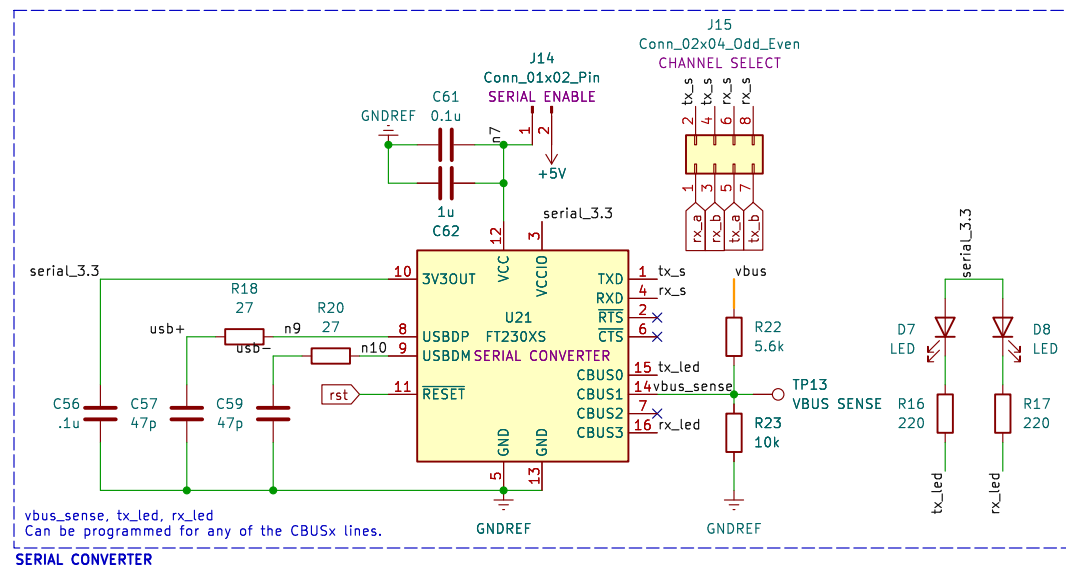 J15
Conn_02x04_Odd_Even
CHANNEL SELECT
tx_s
tx_s
rx_s
rx_s
2
4
6
8
1
3
5
7
rx_a
rx_b
tx_a
tx_b
J14
Conn_01x02_Pin
SERIAL ENABLE
1
2
n7
+5V
C61
0.1u
GNDREF
1u
C62
serial_3.3
12
3
VCC
VCCIO
serial_3.3
10
3V3OUT
R18
27
R20
27
usb+
n9
8
USBDP
usb-
n10
9
USBDM
rst
11
RESET
U21
FT230XS
SERIAL CONVERTER
TXD
1
tx_s
RXD
4
rx_s
RTS
2
CTS
6
CBUS0
15
tx_led
CBUS1
14
vbus_sense
CBUS2
7
CBUS3
16
rx_led
GND
GND
5
13
GNDREF
C56
.1u
C57
47p
C59
47p
vbus
R22
5.6k
TP13
VBUS SENSE
R23
10k
GNDREF
serial_3.3
D7
LED
D8
LED
R16
220
R17
220
tx_led
rx_led
vbus_sense, tx_led, rx_led
Can be programmed for any of the CBUSx lines.
SERIAL CONVERTER